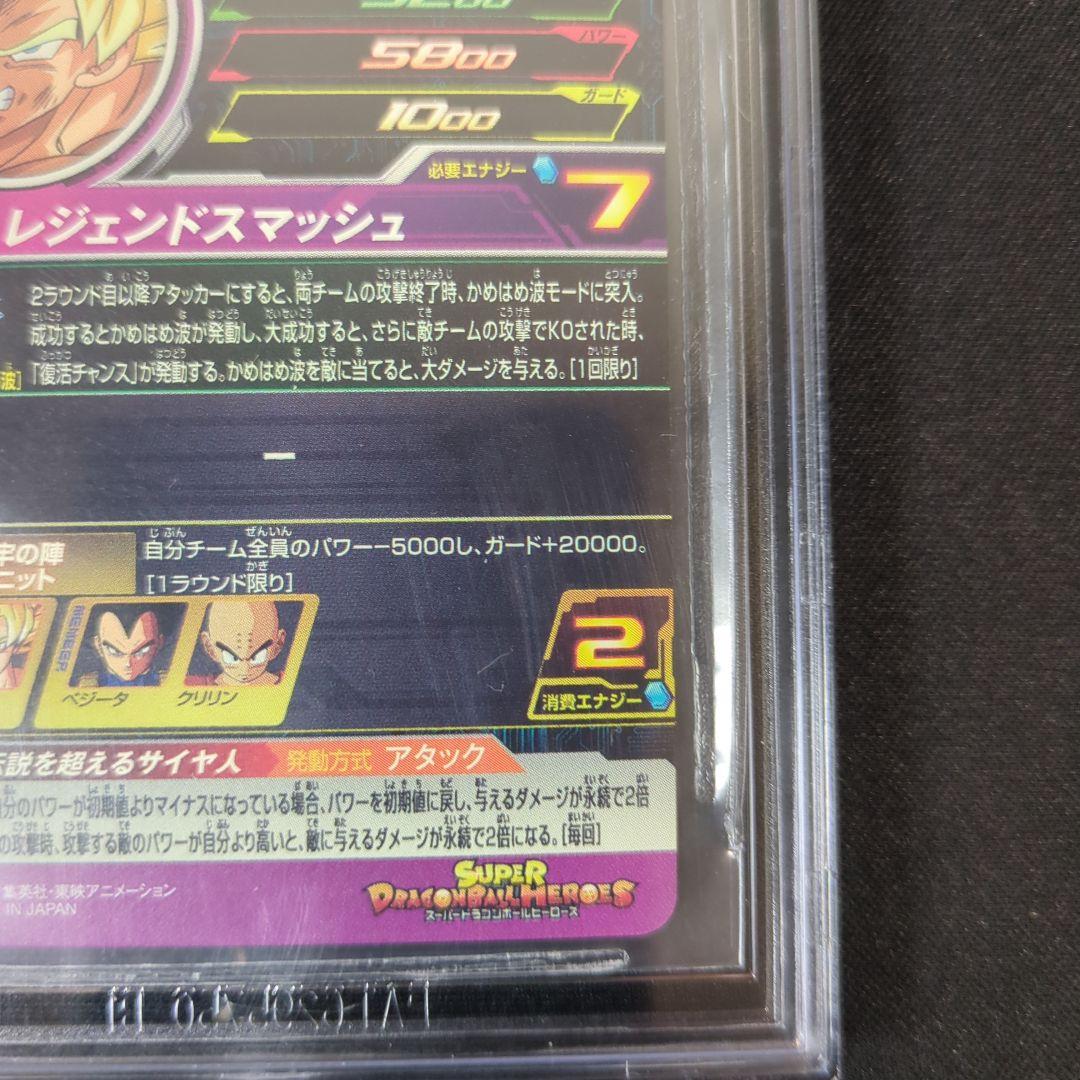 パワー
5800
ガード
1000
必要エナジー
7
レジェンドスマッシュ
2ラウンド目以降アタッカーにすると、両チームの攻撃終了時、かめはめ波モードに突入。
成功するとかめはめ波が発動し、大成功すると、さらに敵チームの攻撃でKOされた時、
波]
「復活チャンス」が発動する。かめはめ波を敵に当てると、大ダメージを与える。[1回限り]
ー
の陣
ニット
自分チーム全員のパワー−5000し、ガード+20000。
[1ラウンド限り]
MEMBER
ベジータ
クリリン
2
消費エナジー
説を超えるサイヤ人
発動方式 アタック
分のパワーが初期値よりマイナスになっている場合、パワーを初期値に戻し、与えるダメージが永続で2倍
の攻撃時、攻撃する敵のパワーが自分より高いと、敵に与えるダメージが永続で2倍になる。[毎回]
集英社・東映アニメーション
IN JAPAN
SUPER
DRAGONBALL HEROES
スーパードラゴンボールヒーローズ